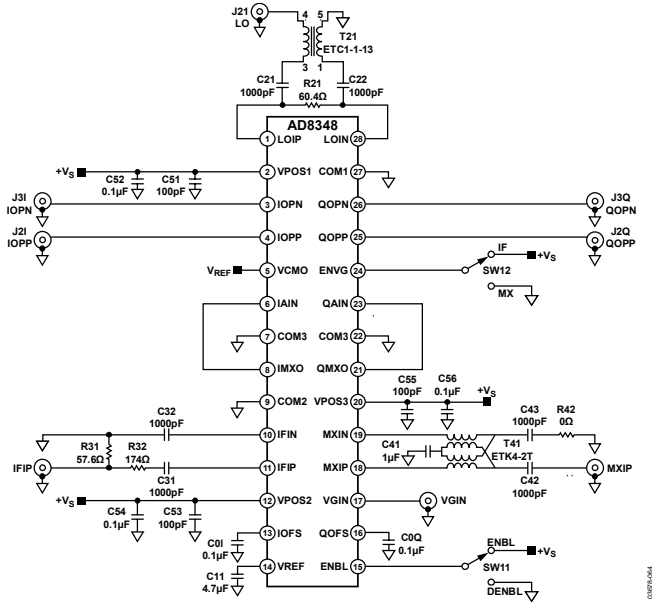 J21
LO
4 5
T21
ETC1-1-13
3 1
C21
1000pF
R21
60.4Ω
C22
1000pF
AD8348
1 LOIP LOIN 28
+VS
C52
0.1µF
C51
100pF
2 VPOS1 COM1 27
J3I
IOPN
3 IOPN QOPN 26
J3Q
QOPN
J2I
IOPP
4 IOPP QOPP 25
J2Q
QOPP
VREF
5 VCMO ENVG 24
IF
+VS
SW12
MX
6 IAIN QAIN 23
7 COM3 COM3 22
8 IMXO QMXO 21
C55
100pF
C56
0.1µF
+VS
9 COM2 VPOS3 20
C32
1000pF
10 IFIN MXIN 19
C43
1000pF
R42
0Ω
R31
57.6Ω
R32
174Ω
C41
1µF
T41
ETK4-2T
IFIP
C31
1000pF
11 IFIP MXIP 18
C42
1000pF
MXIP
+VS
C54
0.1µF
C53
100pF
12 VPOS2 VGIN 17
VGIN
C0I
0.1µF
13 IOFS QOFS 16
C0Q
0.1µF
C11
4.7µF
14 VREF ENBL 15
ENBL
+VS
SW11
DENBL
03678-064